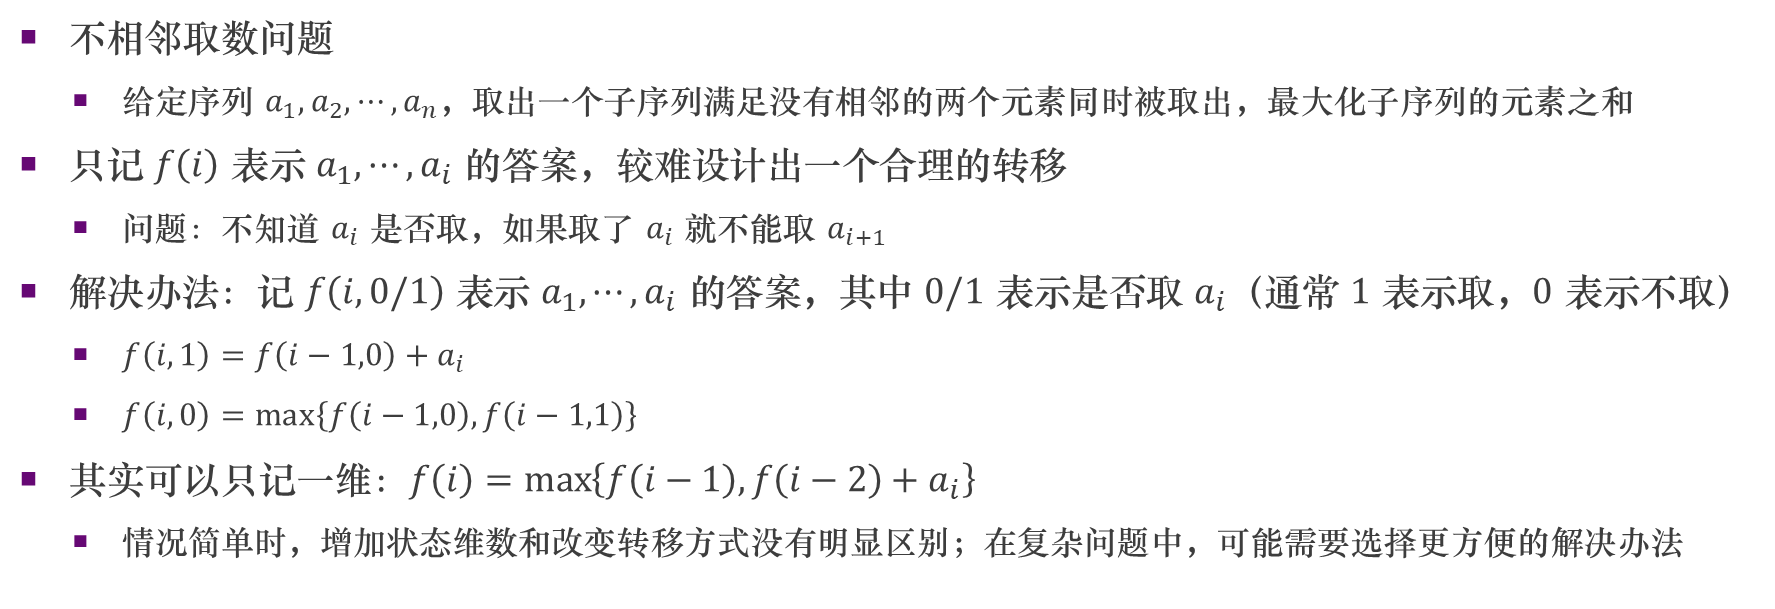 不相邻取数问题
给定序列 a₁, a₂, ⋯, aₙ，取出一个子序列满足没有相邻的两个元素同时被取出，最大化子序列的元素之和
只记 f(i) 表示 a₁, ⋯, aᵢ 的答案，较难设计出一个合理的转移
问题：不知道 aᵢ 是否取，如果取了 aᵢ 就不能取 aᵢ₊₁
解决办法：记 f(i, 0/1) 表示 a₁, ⋯, aᵢ 的答案，其中 0/1 表示是否取 aᵢ（通常 1 表示取，0 表示不取）
f(i, 1) = f(i − 1,0) + aᵢ
f(i, 0) = max{f(i − 1,0), f(i − 1,1)}
其实可以只记一维：f(i) = max{f(i − 1), f(i − 2) + aᵢ}
情况简单时，增加状态维数和改变转移方式没有明显区别；在复杂问题中，可能需要选择更方便的解决办法